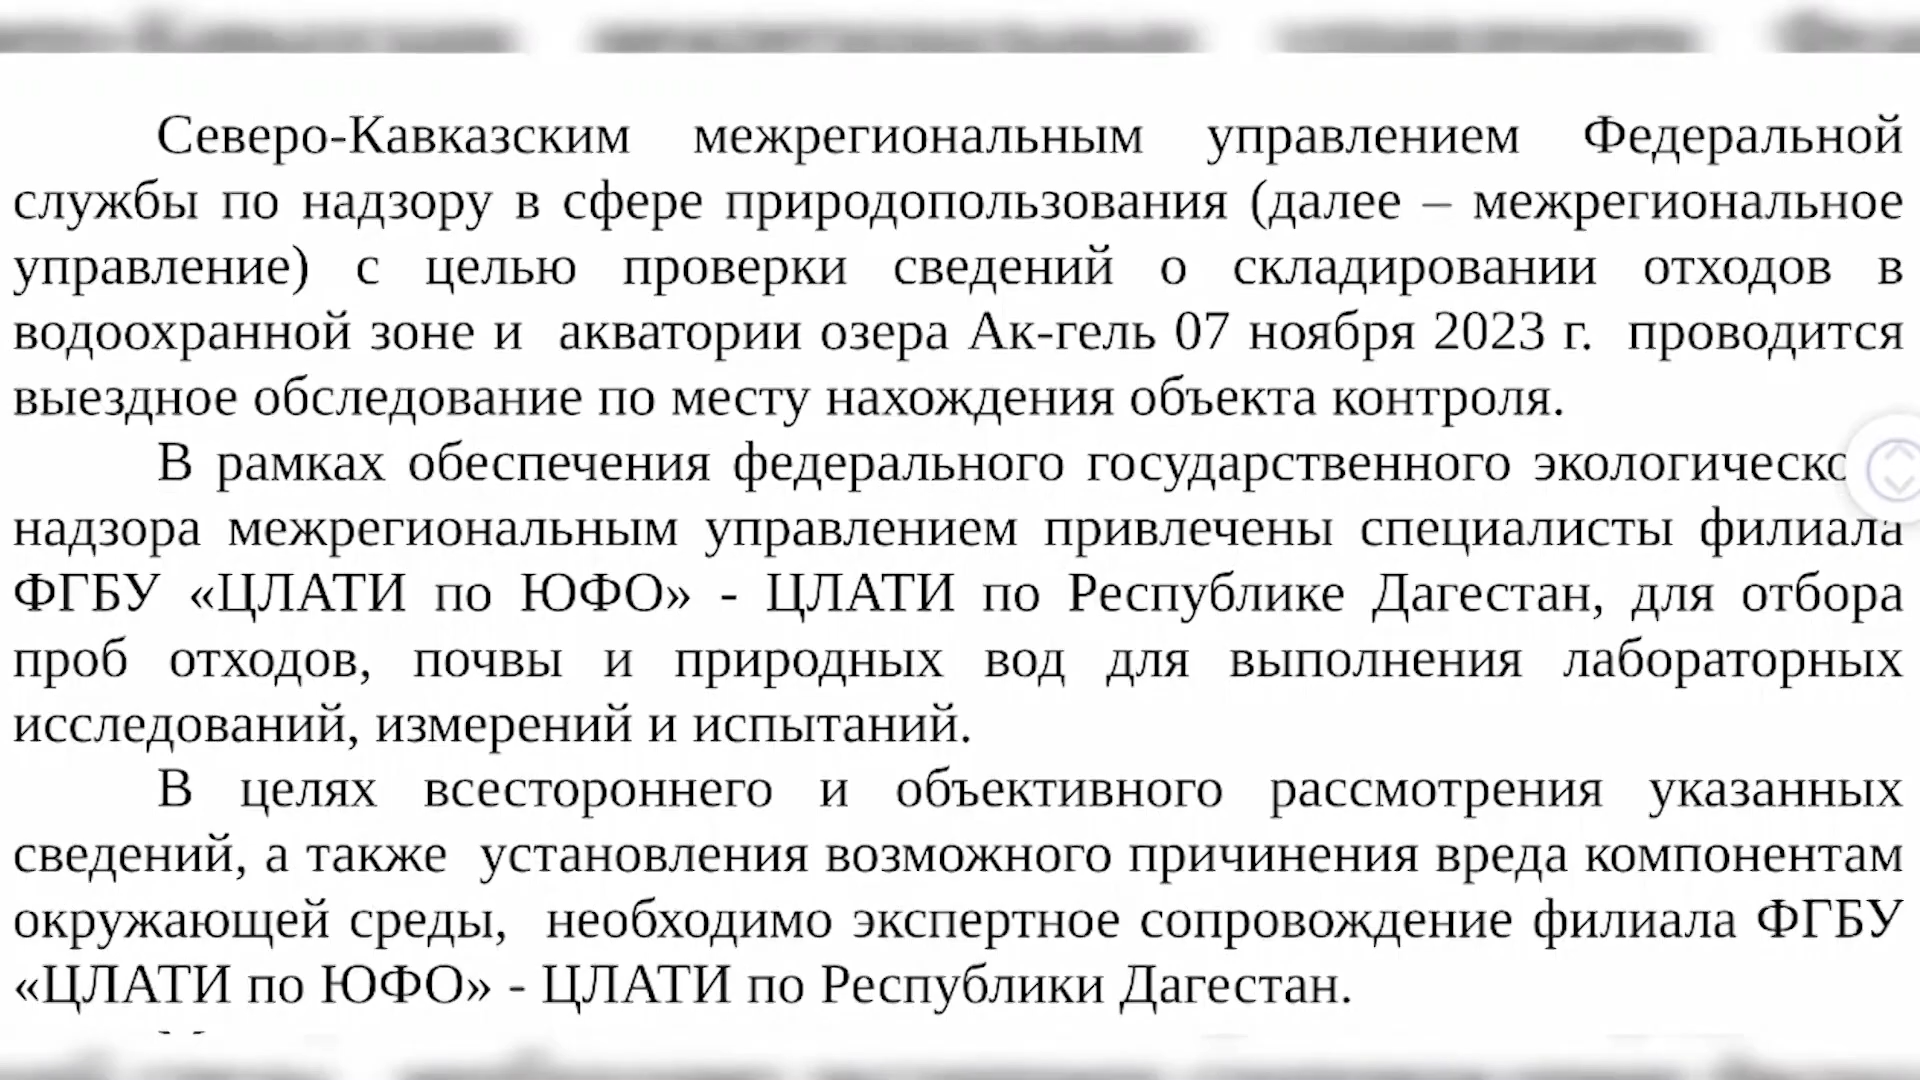 Северо-Кавказским межрегиональным управлением Федеральной
службы по надзору в сфере природопользования (далее – межрегиональное
управление) с целью проверки сведений о складировании отходов в
водоохранной зоне и акватории озера Ак-гель 07 ноября 2023 г. проводится
выездное обследование по месту нахождения объекта контроля.
В рамках обеспечения федерального государственного экологическо
надзора межрегиональным управлением привлечены специалисты филиала
ФГБУ «ЦЛАТИ по ЮФО» - ЦЛАТИ по Республике Дагестан, для отбора
проб отходов, почвы и природных вод для выполнения лабораторных
исследований, измерений и испытаний.
В целях всестороннего и объективного рассмотрения указанных
сведений, а также установления возможного причинения вреда компонентам
окружающей среды, необходимо экспертное сопровождение филиала ФГБУ
«ЦЛАТИ по ЮФО» - ЦЛАТИ по Республики Дагестан.